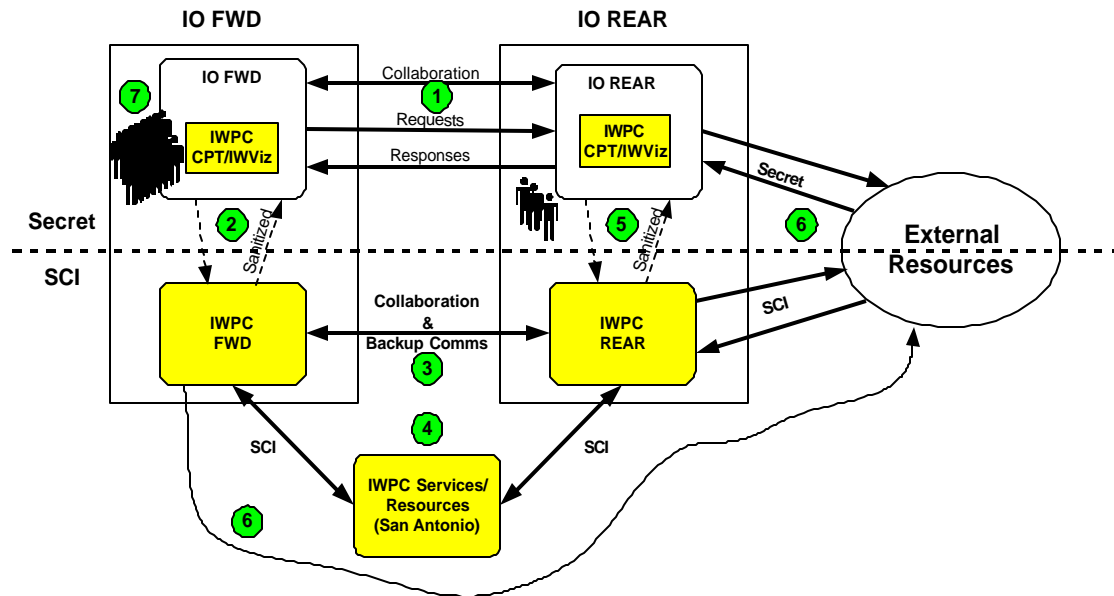 IO FWD
IO REAR
IO FWD
Collaboration
IO REAR
7
1
Requests
IWPC
CPT/IWViz
IWPC
CPT/IWViz
Responses
Secret
Secret
2
Sanitized
5
Sanitized
6
External
Resources
SCI
IWPC
FWD
Collaboration
&
Backup Comms
IWPC
REAR
SCI
3
4
SCI
SCI
IWPC Services/
Resources
(San Antonio)
6